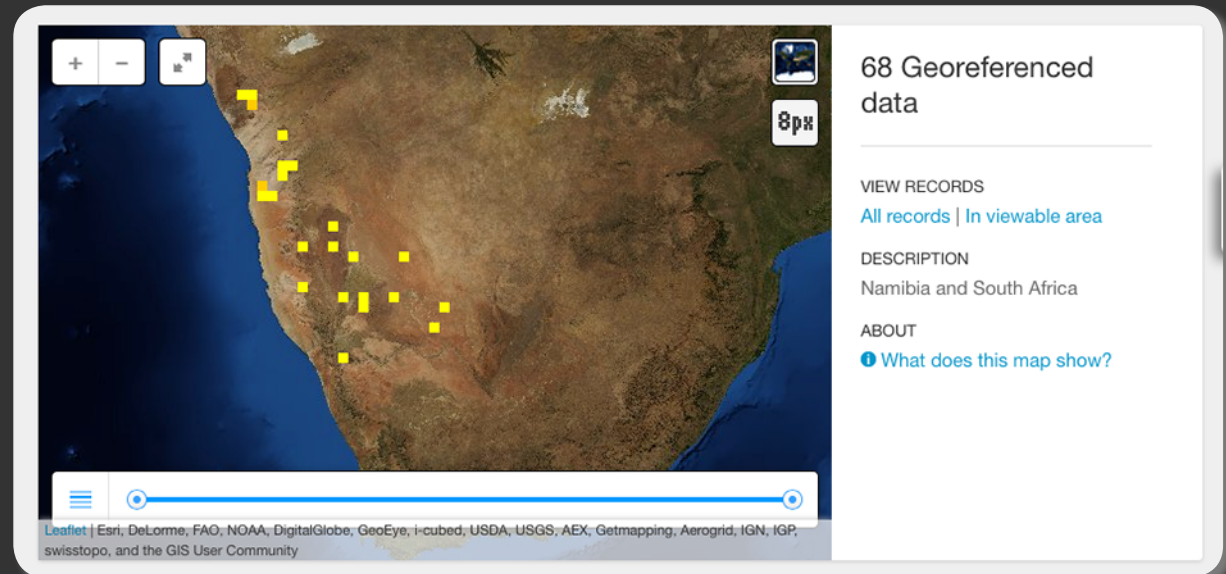 + −
8px
68 Georeferenced
data
VIEW RECORDS
All records | In viewable area
DESCRIPTION
Namibia and South Africa
ABOUT
What does this map show?
Leaflet | Esri, DeLorme, FAO, NOAA, DigitalGlobe, GeoEye, i-cubed, USDA, USGS, AEX, Getmapping, Aerogrid, IGN, IGP,
swisstopo, and the GIS User Community